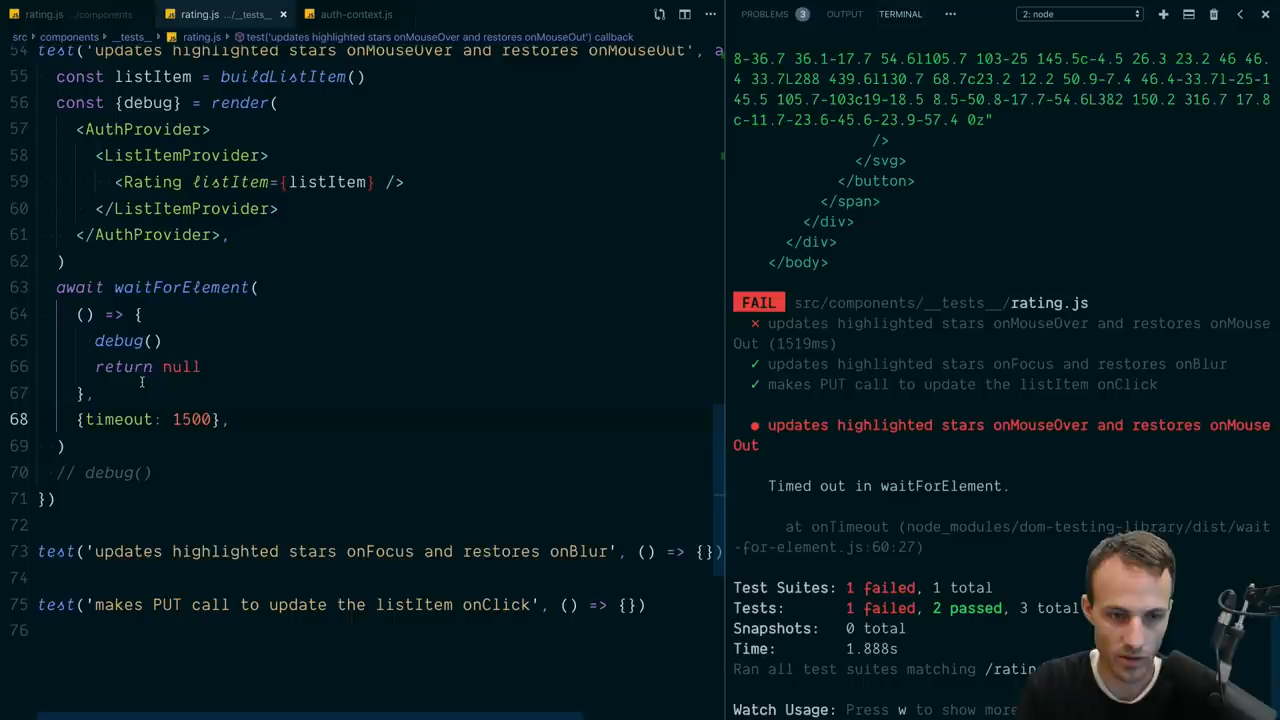 rating.js .../components
rating.js .../__tests__
auth-context.js
src > components > __tests__ > rating.js > test('updates highlighted stars onMouseOver and restores onMouseOut') callback
54 test('updates highlighted stars onMouseOver and restores onMouseOut', a
55 const listItem = buildListItem()
56 const {debug} = render(
57 <AuthProvider>
58 <ListItemProvider>
59 <Rating listItem={listItem} />
60 </ListItemProvider>
61 </AuthProvider>,
62 )
63 await waitForElement(
64 () => {
65 debug()
66 return null
67 },
68 {timeout: 1500},
69 )
70 // debug()
71 })
72
73 test('updates highlighted stars onFocus and restores onBlur', () => {})
74
75 test('makes PUT call to update the listItem onClick', () => {})
76
PROBLEMS 3 OUTPUT TERMINAL 2: node
8-36.7 36.1-17.7 54.6l105.7 103-25 145.5c-4.5 26.3 23.2 46 46.
4 33.7L288 439.6l130.7 68.7c23.2 12.2 50.9-7.4 46.4-33.7l-25-1
45.5 105.7-103c19-18.5 8.5-50.8-17.7-54.6L382 150.2 316.7 17.8
c-11.7-23.6-45.6-23.9-57.4 0z"
/>
</svg>
</button>
</span>
</div>
</div>
</body>
FAIL src/components/__tests__/rating.js
✕ updates highlighted stars onMouseOver and restores onMouse
Out (1519ms)
✓ updates highlighted stars onFocus and restores onBlur
✓ makes PUT call to update the listItem onClick
● updates highlighted stars onMouseOver and restores onMouse
Out
Timed out in waitForElement.
at onTimeout (node_modules/dom-testing-library/dist/wait
-for-element.js:60:27)
Test Suites: 1 failed, 1 total
Tests: 1 failed, 2 passed, 3 total
Snapshots: 0 total
Time: 1.888s
Ran all test suites matching /ratin
Watch Usage: Press w to show more